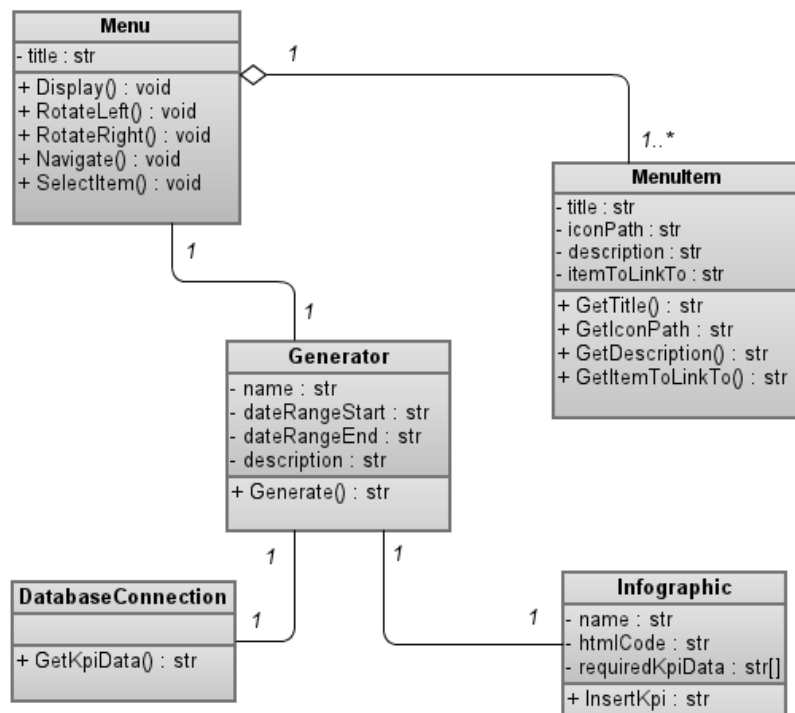 Menu
- title : str
+ Display() : void
+ RotateLeft() : void
+ RotateRight() : void
+ Navigate() : void
+ SelectItem() : void
1
1..*
MenuItem
- title : str
- iconPath : str
- description : str
- itemToLinkTo : str
+ GetTitle() : str
+ GetIconPath : str
+ GetDescription() : str
+ GetItemToLinkTo() : str
1
1
Generator
- name : str
- dateRangeStart : str
- dateRangeEnd : str
- description : str
+ Generate() : str
1
1
DatabaseConnection
+ GetKpiData() : str
1
1
Infographic
- name : str
- htmlCode : str
- requiredKpiData : str[]
+ InsertKpi : str